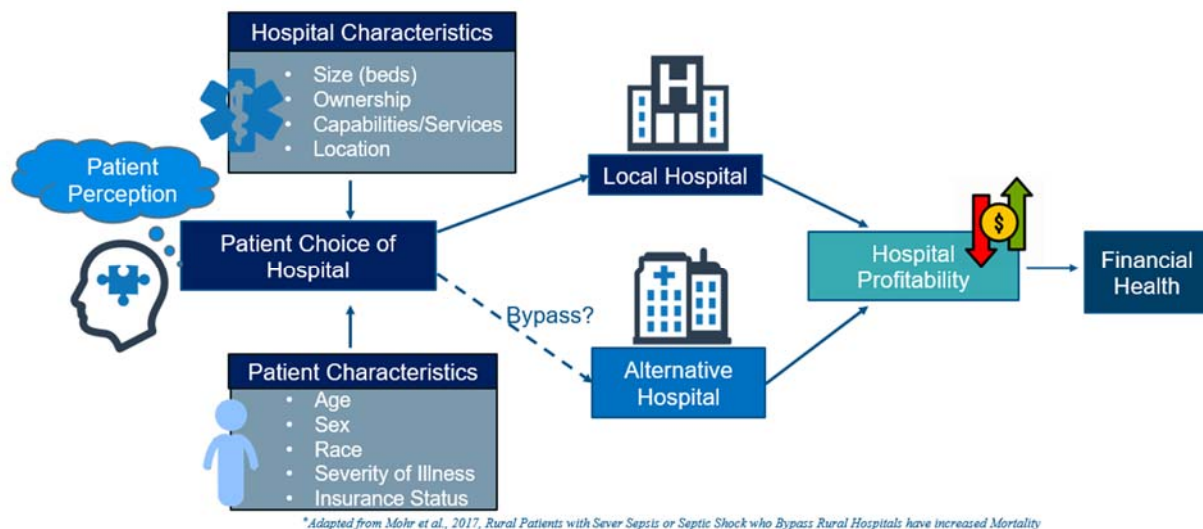 Hospital Characteristics
• Size (beds)
• Ownership
• Capabilities/Services
• Location
Patient
Perception
Patient Choice of
Hospital
Patient Characteristics
• Age
• Sex
• Race
• Severity of Illness
• Insurance Status
H
Local Hospital
Bypass?
Alternative
Hospital
$
Hospital
Profitability
Financial
Health
*Adapted from Mohr et al., 2017, Rural Patients with Sever Sepsis or Septic Shock who Bypass Rural Hospitals have increased Mortality